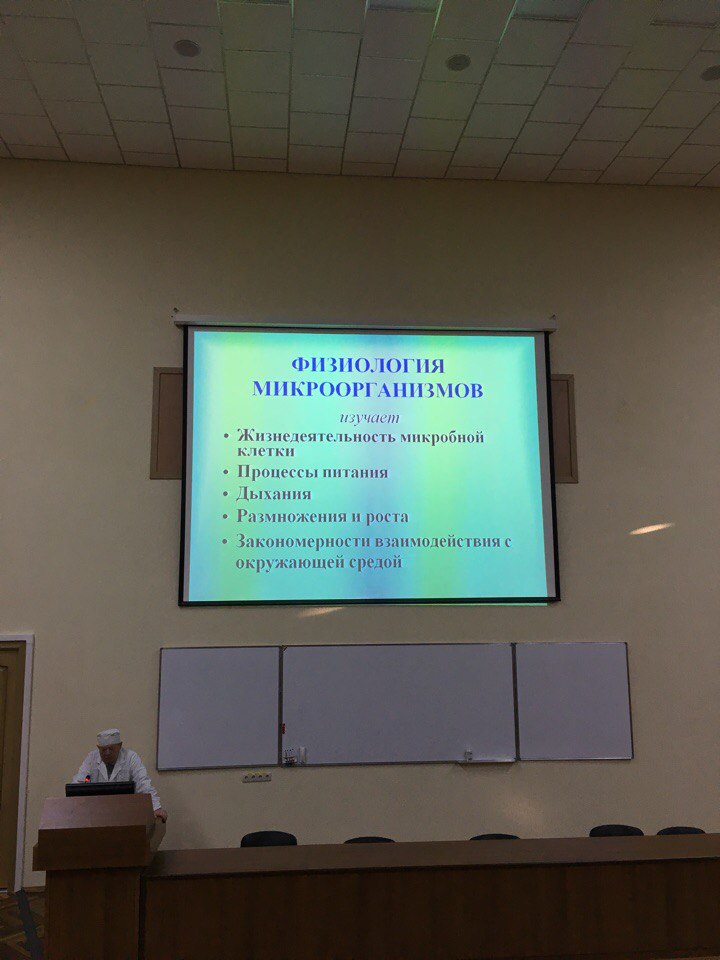 ФИЗИОЛОГИЯ
МИКРООРГАНИЗМОВ
изучает
• Жизнедеятельность микробной
клетки
• Процессы питания
• Дыхания
• Размножения и роста
• Закономерности взаимодействия с
окружающей средой